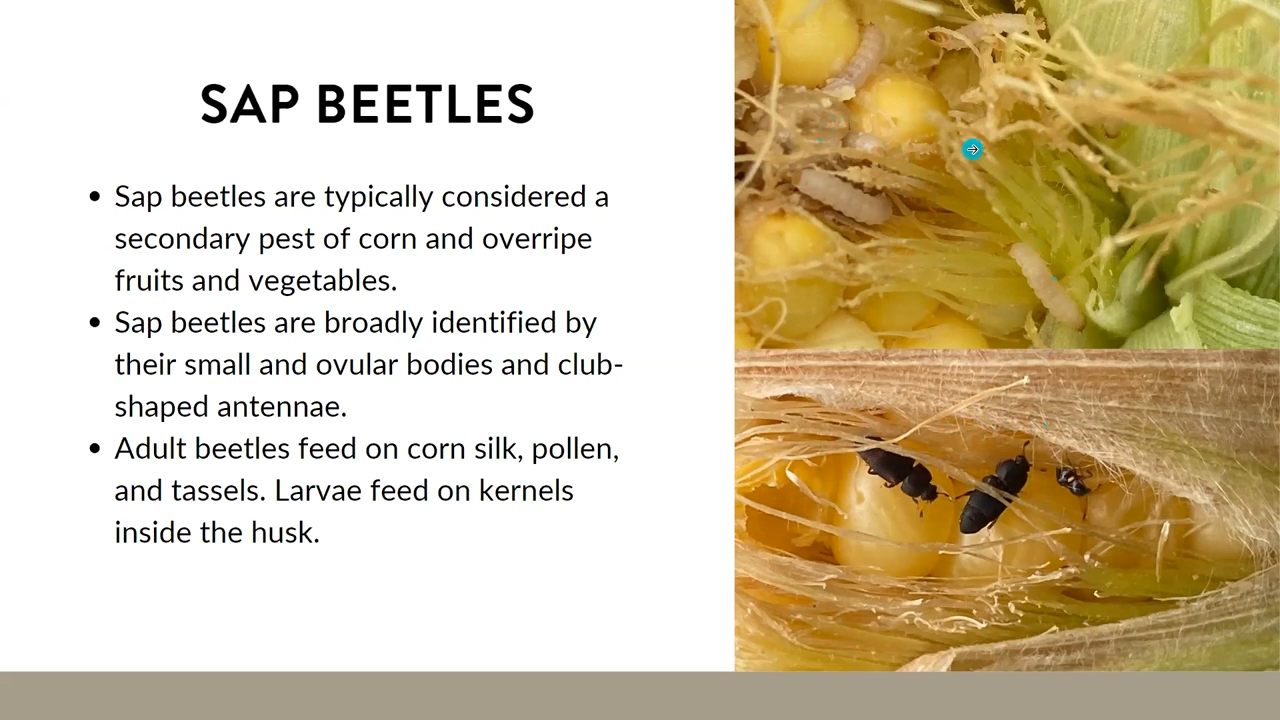 SAP BEETLES
• Sap beetles are typically considered a
secondary pest of corn and overripe
fruits and vegetables.
• Sap beetles are broadly identified by
their small and ovular bodies and club-
shaped antennae.
• Adult beetles feed on corn silk, pollen,
and tassels. Larvae feed on kernels
inside the husk.